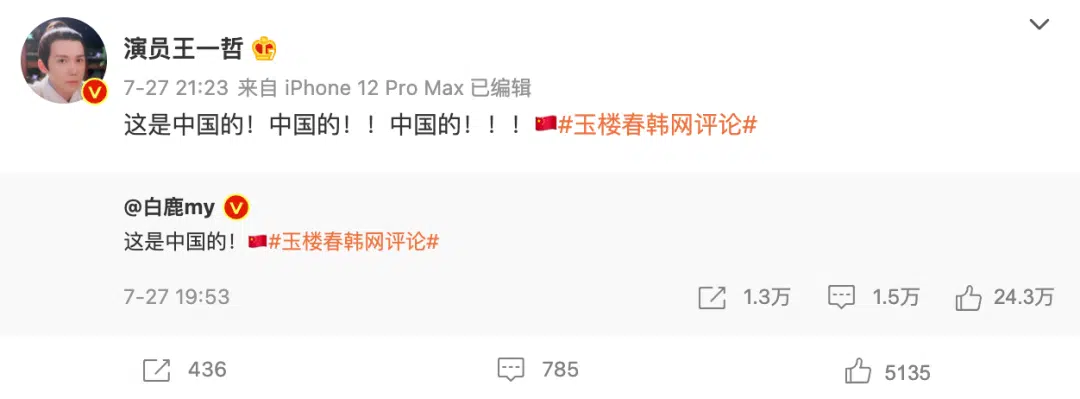 演员王一哲
7-27 21:23 来自 iPhone 12 Pro Max 已编辑
这是中国的！中国的！！中国的！！！🇨🇳#玉楼春韩网评论#
@白鹿my
这是中国的！🇨🇳#玉楼春韩网评论#
7-27 19:53 1.3万 1.5万 24.3万
436 785 5135